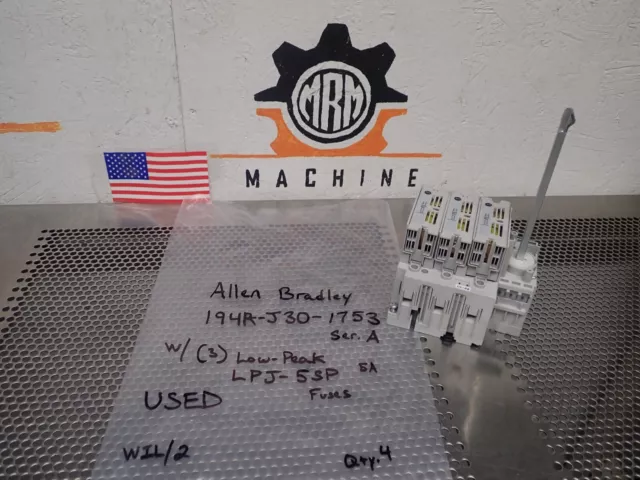 MRM
MACHINE
Allen Bradley
194R-J30-1753
Ser. A
W/ (3) Low-Peak
LPJ-5SP 5A
Fuses
USED
WIL/2
Qty. 4